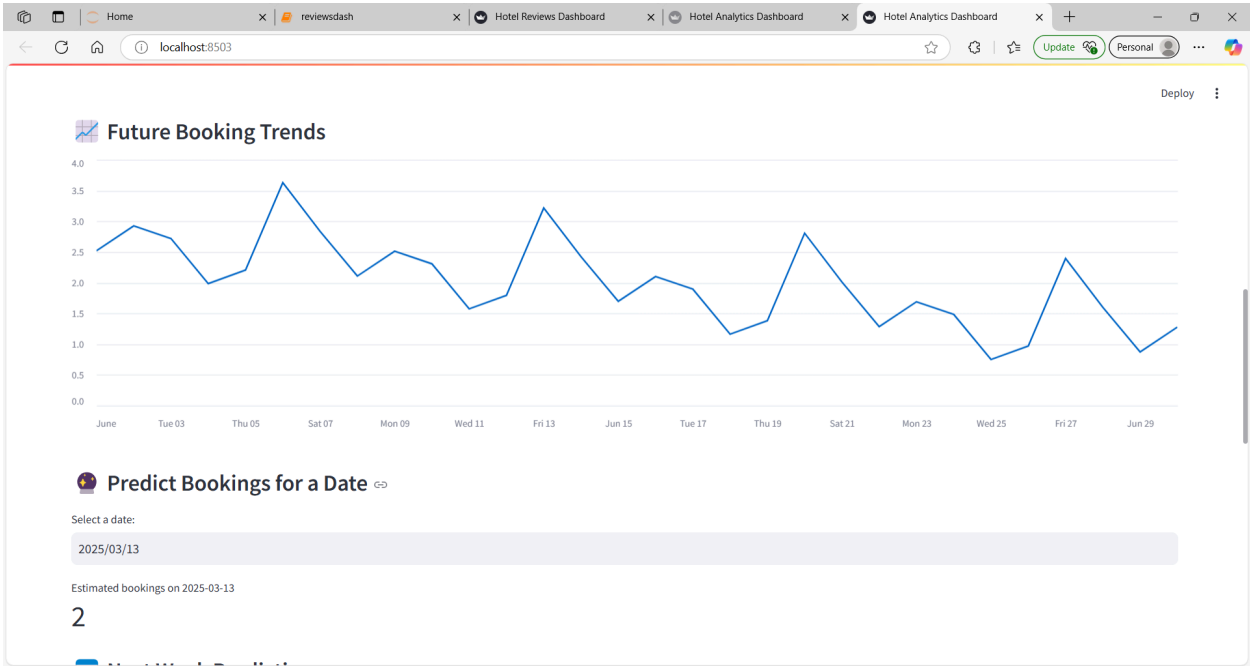 Home
reviewsdash
Hotel Reviews Dashboard
Hotel Analytics Dashboard
Hotel Analytics Dashboard
localhost:8503
Update
Personal
Deploy
Future Booking Trends
4.0
3.5
3.0
2.5
2.0
1.5
1.0
0.5
0.0
June Tue 03 Thu 05 Sat 07 Mon 09 Wed 11 Fri 13 Jun 15 Tue 17 Thu 19 Sat 21 Mon 23 Wed 25 Fri 27 Jun 29
Predict Bookings for a Date
Select a date:
2025/03/13
Estimated bookings on 2025-03-13
2